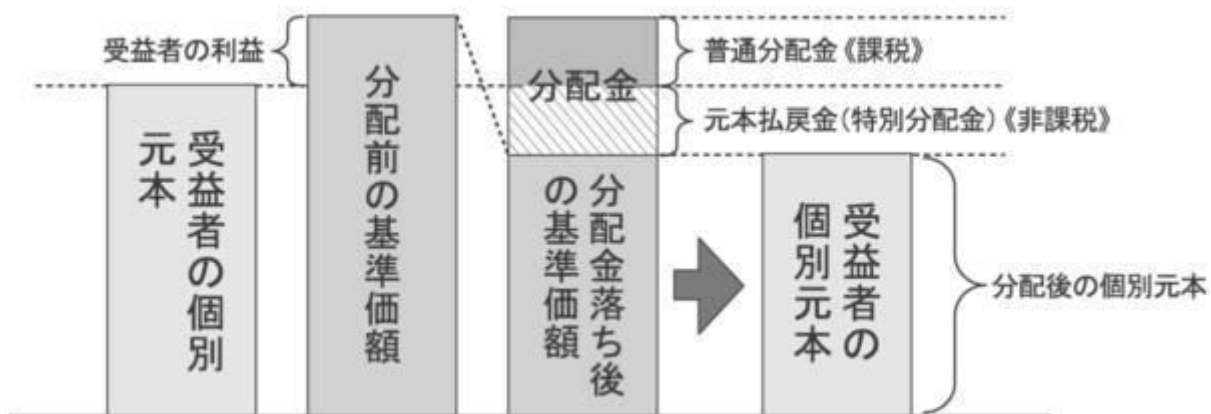 受益者の利益
受益者の個別
元本
分配前の基準価額
分配金
分配金落ち後
の基準価額
普通分配金《課税》
元本払戻金(特別分配金)《非課税》
受益者の
個別元本
分配後の個別元本